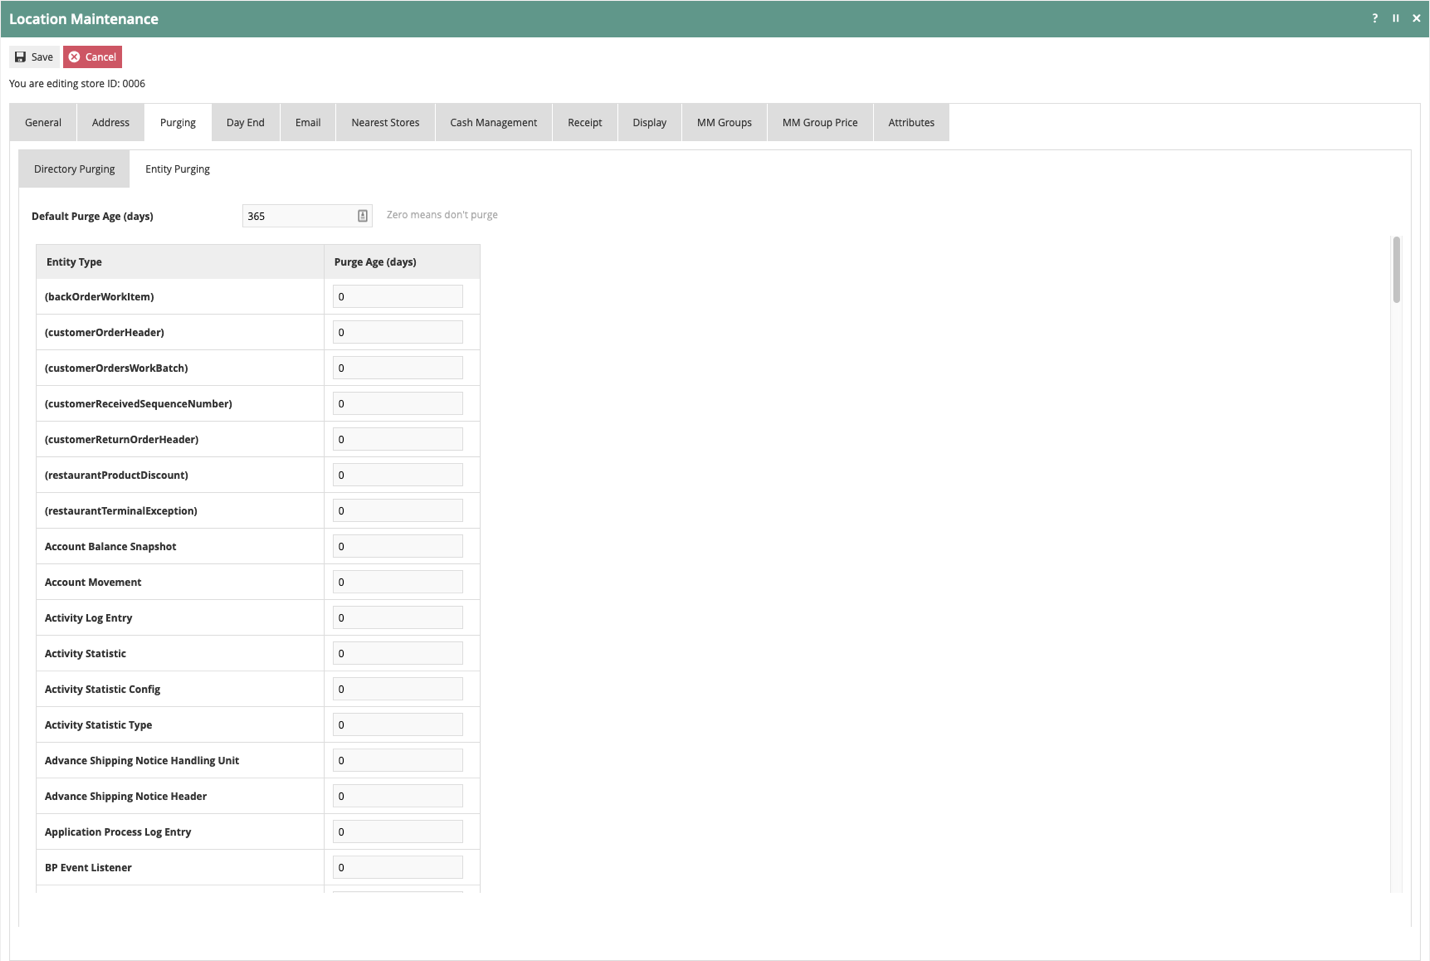 Location Maintenance
?
Save Cancel
You are editing store ID: 0006
General Address Purging Day End Email Nearest Stores Cash Management Receipt Display MM Groups MM Group Price Attributes
Directory Purging Entity Purging
Default Purge Age (days) 365 Zero means don't purge
Entity Type Purge Age (days)
(backOrderWorkItem) 0
(customerOrderHeader) 0
(customerOrdersWorkBatch) 0
(customerReceivedSequenceNumber) 0
(customerReturnOrderHeader) 0
(restaurantProductDiscount) 0
(restaurantTerminalException) 0
Account Balance Snapshot 0
Account Movement 0
Activity Log Entry 0
Activity Statistic 0
Activity Statistic Config 0
Activity Statistic Type 0
Advance Shipping Notice Handling Unit 0
Advance Shipping Notice Header 0
Application Process Log Entry 0
BP Event Listener 0